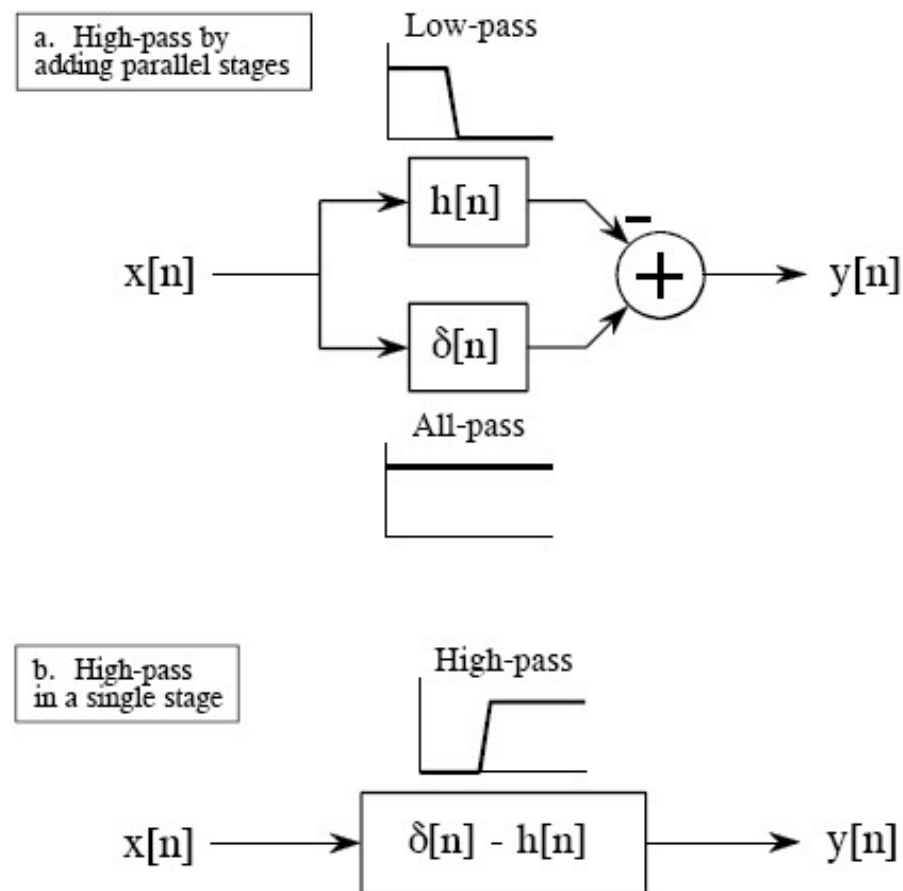 a. High-pass by
adding parallel stages
Low-pass
h[n]
x[n]
-
+
y[n]
δ[n]
All-pass
b. High-pass
in a single stage
High-pass
x[n]
δ[n] - h[n]
y[n]